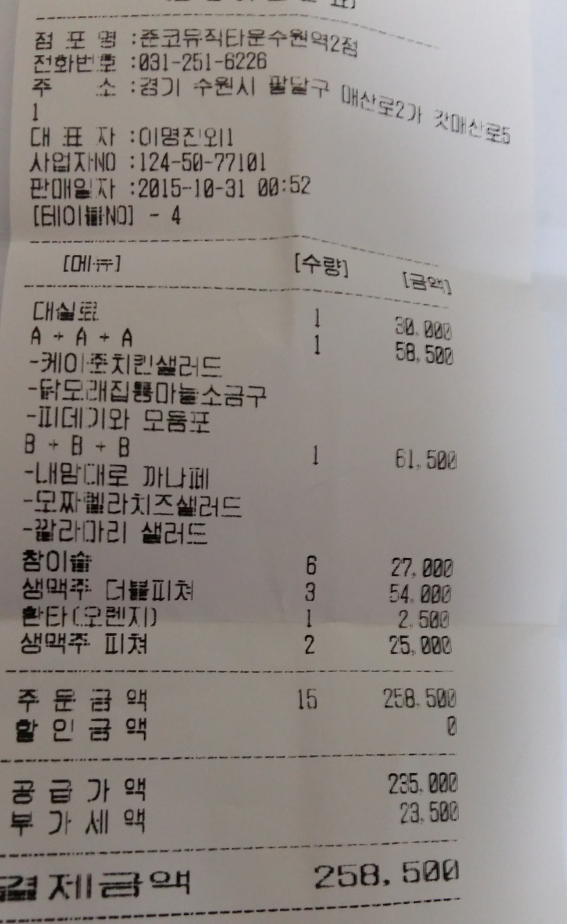 점 포 명 :준코뮤직타운수원역2점
전화번호 :031-251-6226
주 소 :경기 수원시 팔달구 매산로2가 갓매산로5
1
대 표 자 :이명진외1
사업자NO :124-50-77101
판매일자 :2015-10-31 00:52
[테이블NO] - 4
[메뉴] [수량] [금액]
대실료 1 30,000
A + A + A 1 58,500
-케이준치킨샐러드
-닭모래집통마늘소금구
-피데기와 모듬포
B + B + B 1 61,500
-내맘대로 까나페
-모짜렐라치즈샐러드
-깔라마리 샐러드
참이슬 6 27,000
생맥주 더블피쳐 3 54,000
환타(오렌지) 1 2,500
생맥주 피쳐 2 25,000
주 문 금 액 15 258,500
할 인 금 액 0
공 급 가 액 235,000
부 가 세 액 23,500
결제금액 258,500